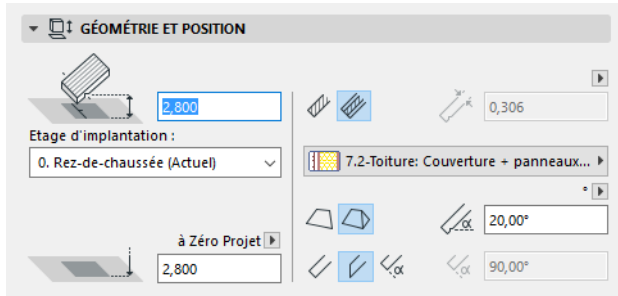 GÉOMÉTRIE ET POSITION
2,800
0,306
Etage d'implantation :
0. Rez-de-chaussée (Actuel)
7.2-Toiture: Couverture + panneaux...
°
α
20,00°
à Zéro Projet
2,800
α
α
90,00°